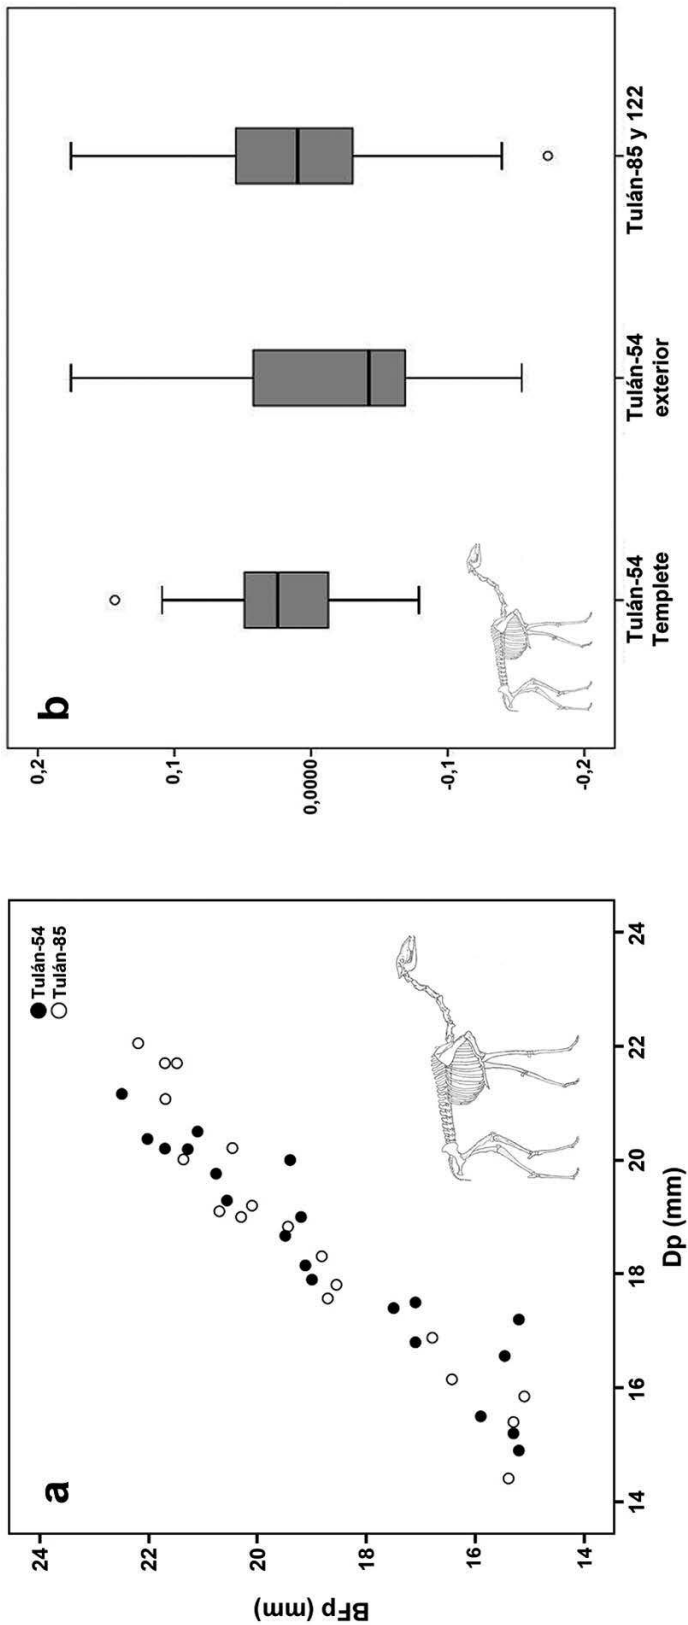 a
Tulán-54
Tulán-85
24
22
20
18
16
14
BFp (mm)
14
16
18
20
22
24
Dp (mm)
b
0,2
0,1
0,0000
-0,1
-0,2
Tulán-54
Templete
Tulán-54
exterior
Tulán-85 y 122